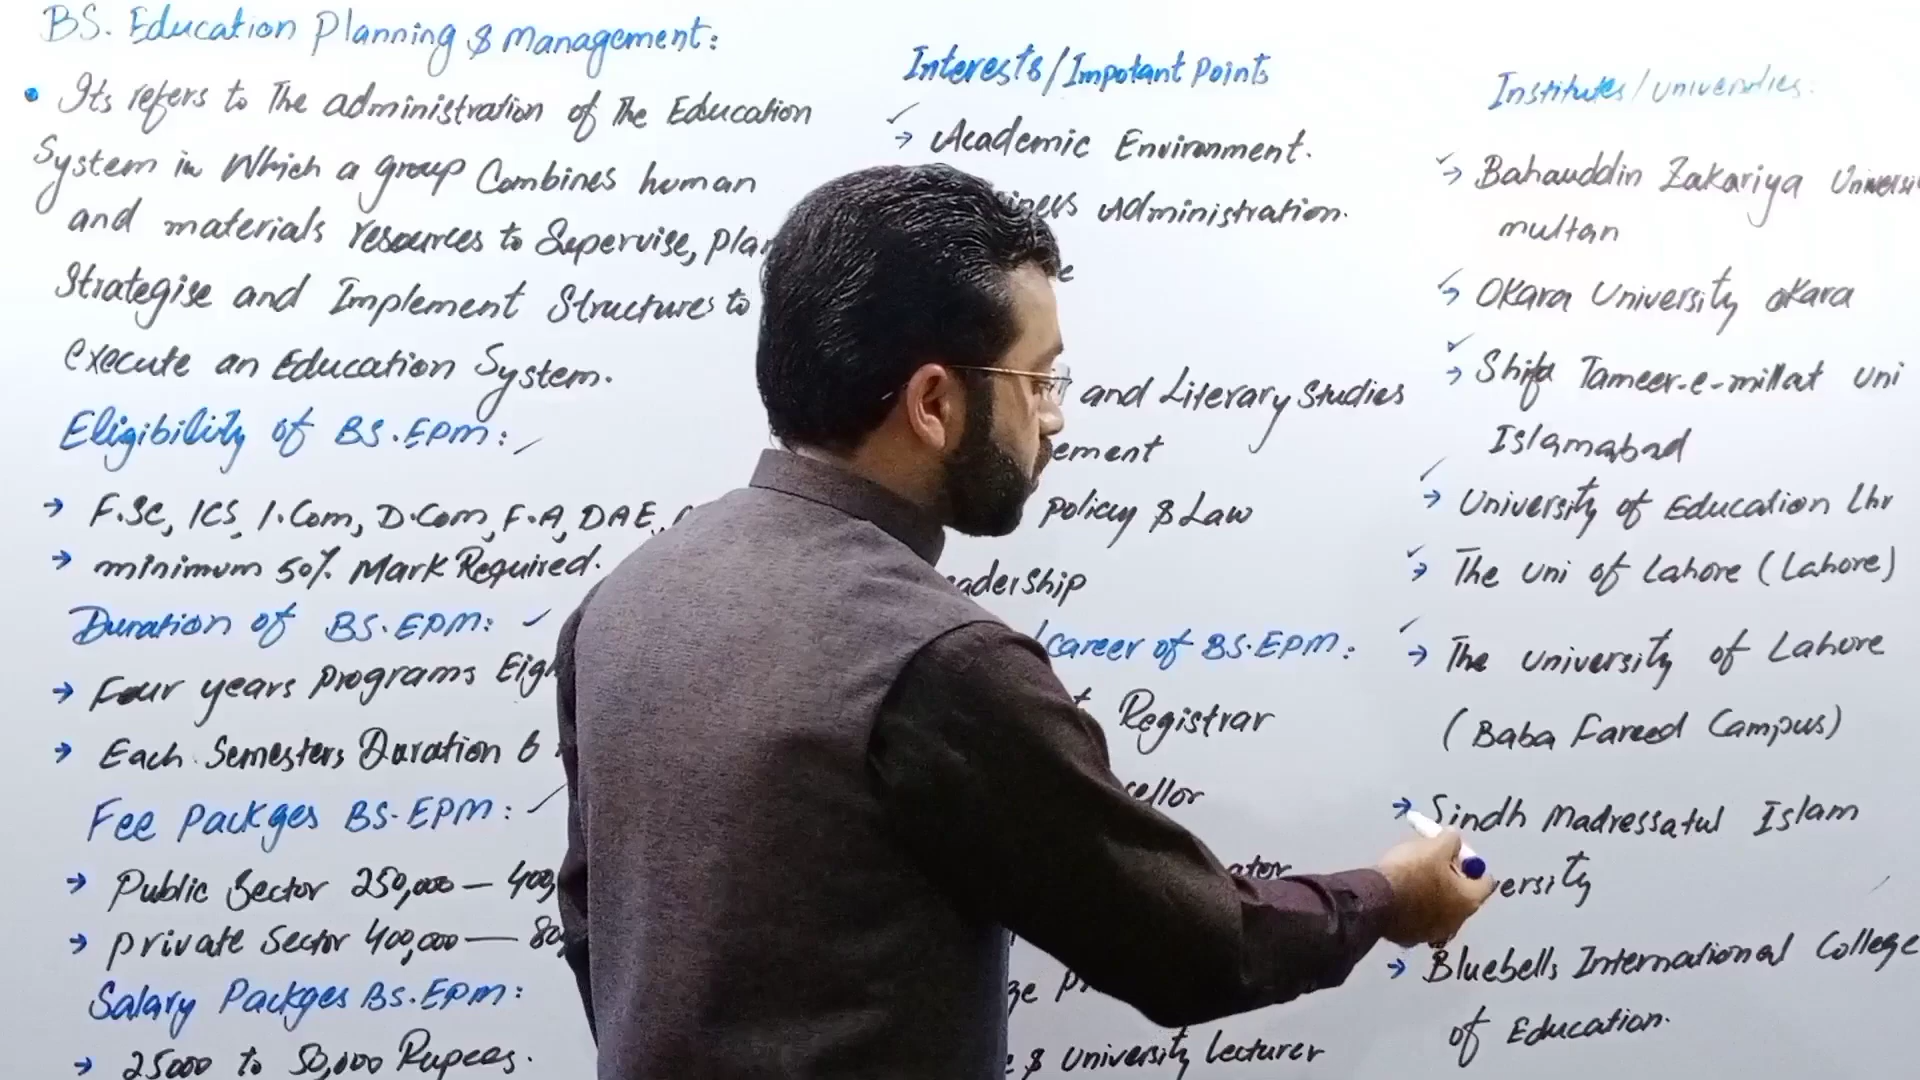 BS. Education Planning & Management:
Its refers to The administration of The Education
System in Which a group Combines human
and materials resources to Supervise, Plan
Strategise and Implement Structures to
execute an Education System.
Eligibility of BS.EPM:
→ F.Sc, ICS, I.Com, D.Com, F.A, DAE,
→ minimum 50% Mark Required.
Duration of BS.EPM:
→ Four years programs Eigh
→ Each Semesters Duration 6
Fee Packges BS-EPM:
→ Public Sector 250,000 — 400,
→ private Sector 400,000 — 80
Salary Packges BS.EPM:
→ 25000 to 50,000 Rupees.
Interests/Impotant Points
→ Academic Environment.
Administration.
and Literary Studies
ement
policy & Law
adership
career of BS.EPM:
Registrar
sellor
ator
& University lecturer
Institutes/universities:
→ Bahauddin Zakariya Universi
multan
→ Okara University okara
→ Shifa Tameer-e-millat uni
Islamabad
→ University of Education Lhr
→ The uni of Lahore (Lahore)
→ The university of Lahore
(Baba Fareed Campus)
→ Sindh Madressatul Islam
ersity
→ Bluebells International College
of Education.